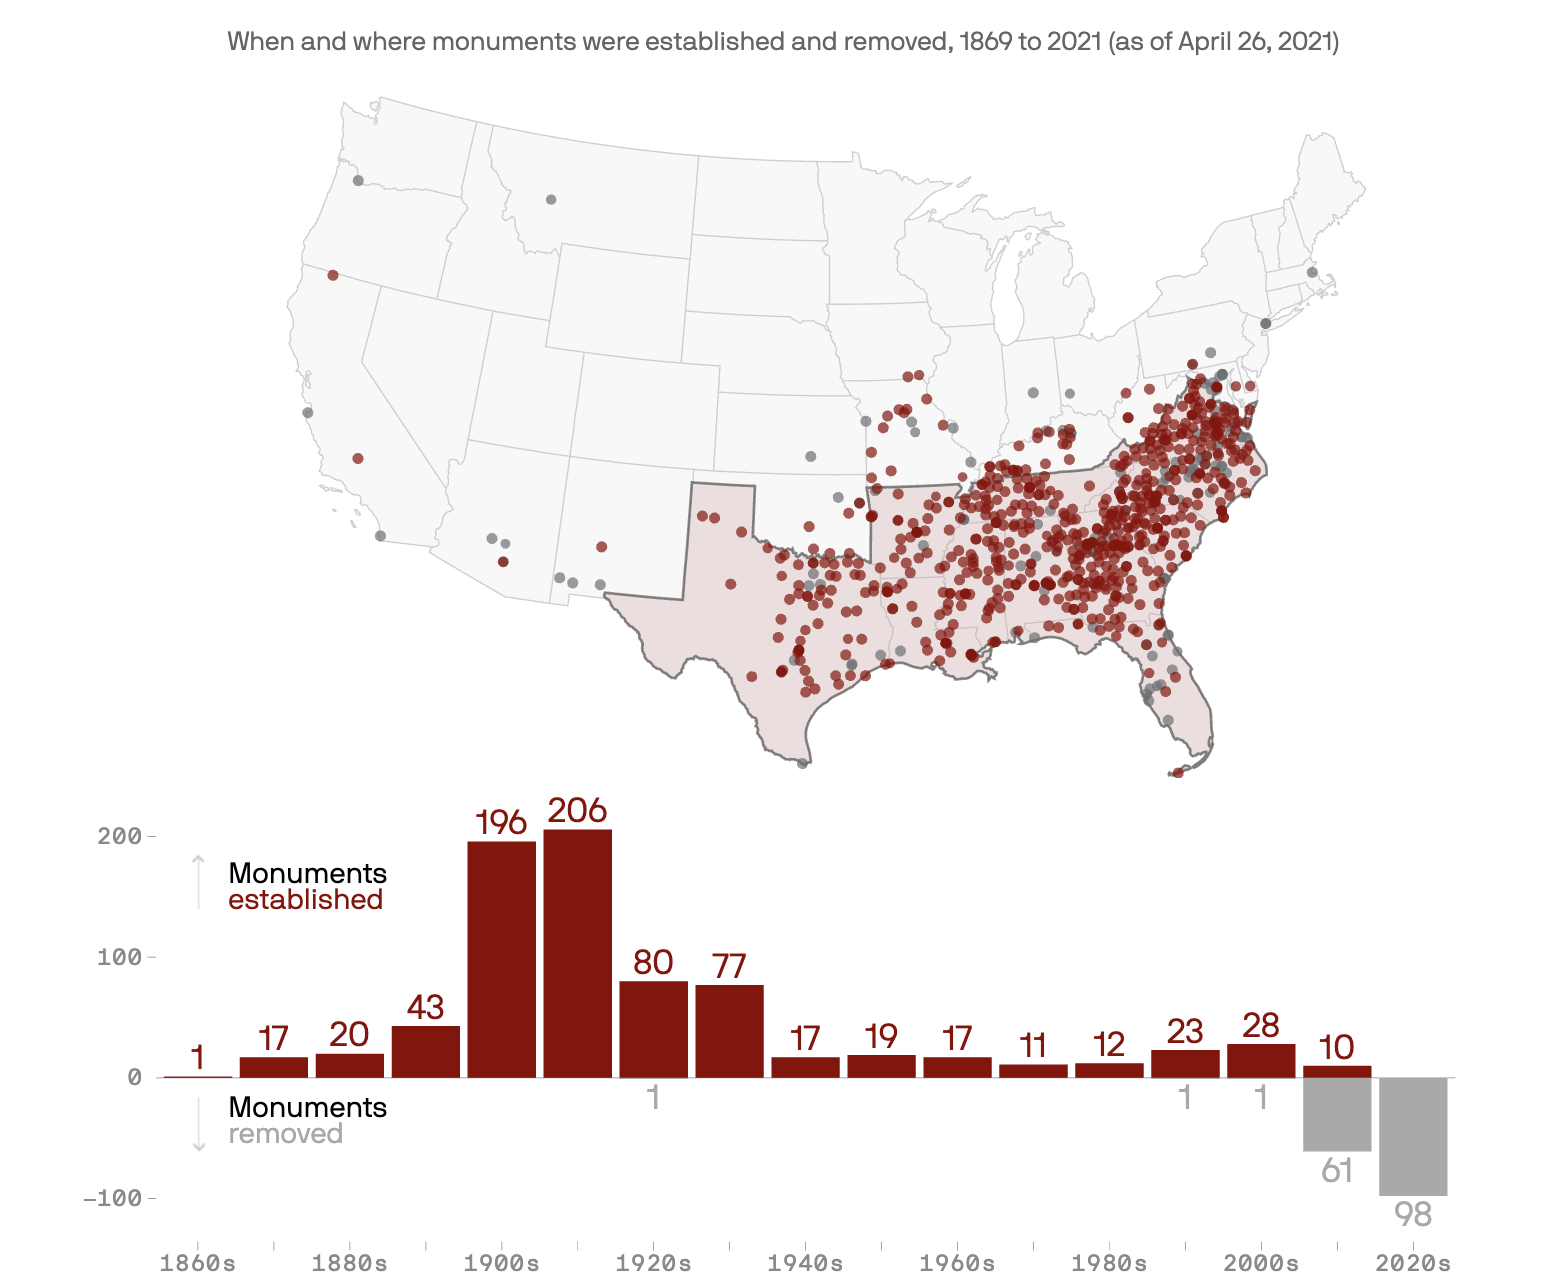 When and where monuments were established and removed, 1869 to 2021 (as of April 26, 2021)
206
196
200
Monuments
established
100
80
77
43
1
17
20
17
19
17
11
12
23
28
10
0
1
1
1
Monuments
removed
61
-100
98
1860s
1880s
1900s
1920s
1940s
1960s
1980s
2000s
2020s